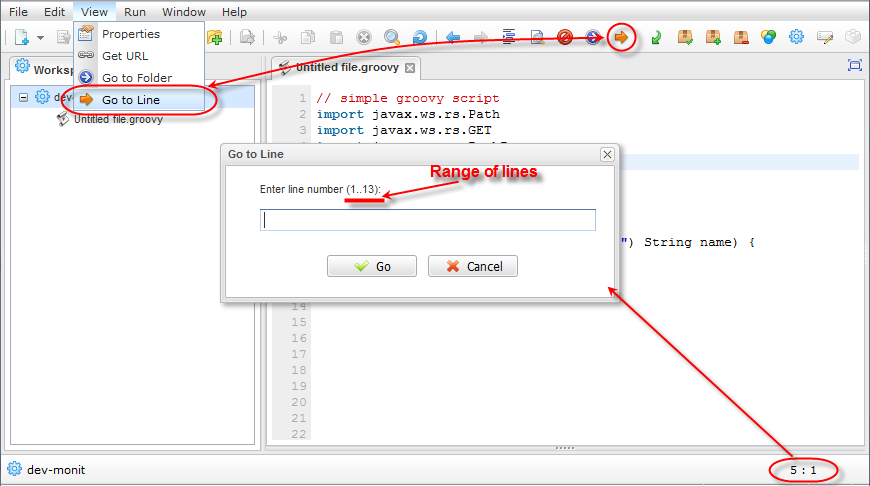 File Edit View Run Window Help
Properties
Get URL
Go to Folder
Go to Line
Worksp
dev-
Untitled file.groovy
Untitled file.groovy
1 // simple groovy script
2 import javax.ws.rs.Path
3 import javax.ws.rs.GET
4
Go to Line
Range of lines
Enter line number (1..13):
") String name) {
Go
Cancel
14
15
16
17
18
19
20
21
22
dev-monit
5 : 1